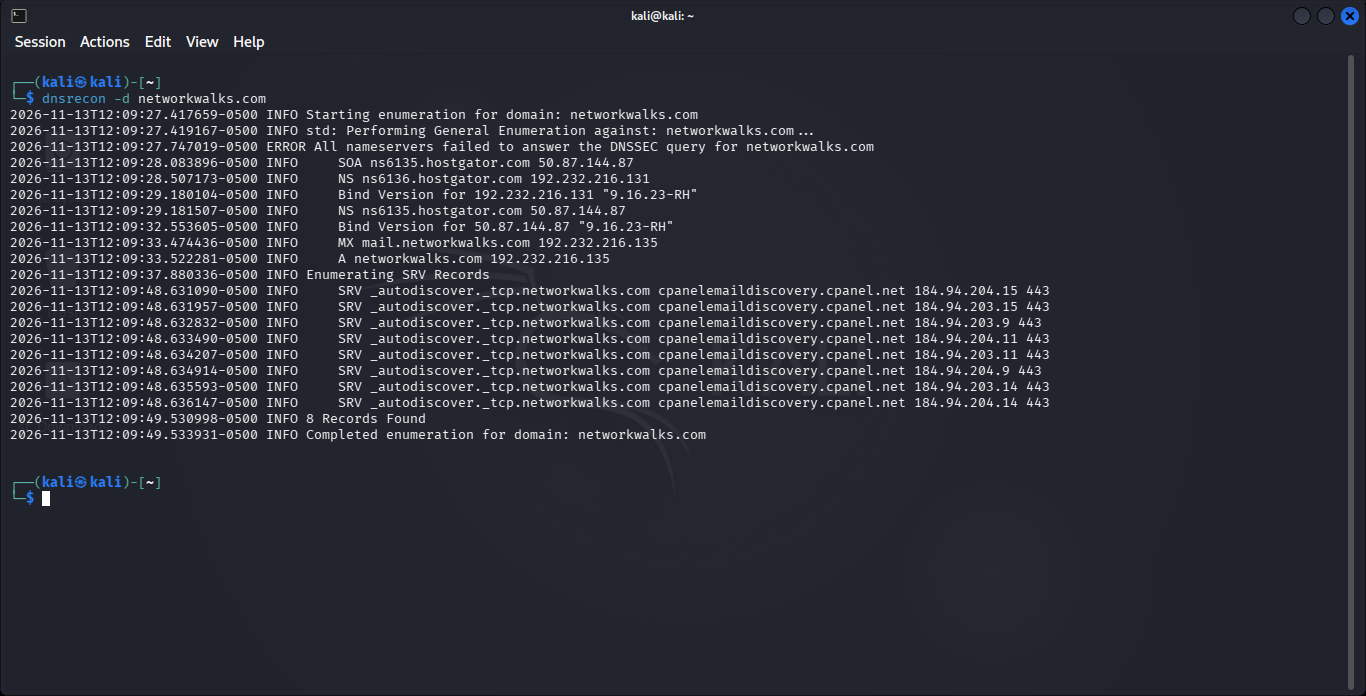 kali@kali: ~
Session Actions Edit View Help
┌──(kali㉿kali)-[~]
└─$ dnsrecon -d networkwalks.com
2026-11-13T12:09:27.417659-0500 INFO Starting enumeration for domain: networkwalks.com
2026-11-13T12:09:27.419167-0500 INFO std: Performing General Enumeration against: networkwalks.com...
2026-11-13T12:09:27.747019-0500 ERROR All nameservers failed to answer the DNSSEC query for networkwalks.com
2026-11-13T12:09:28.083896-0500 INFO     SOA ns6135.hostgator.com 50.87.144.87
2026-11-13T12:09:28.507173-0500 INFO     NS ns6136.hostgator.com 192.232.216.131
2026-11-13T12:09:29.180104-0500 INFO     Bind Version for 192.232.216.131 "9.16.23-RH"
2026-11-13T12:09:29.181507-0500 INFO     NS ns6135.hostgator.com 50.87.144.87
2026-11-13T12:09:32.553605-0500 INFO     Bind Version for 50.87.144.87 "9.16.23-RH"
2026-11-13T12:09:33.474436-0500 INFO     MX mail.networkwalks.com 192.232.216.135
2026-11-13T12:09:33.522281-0500 INFO     A networkwalks.com 192.232.216.135
2026-11-13T12:09:37.880336-0500 INFO Enumerating SRV Records
2026-11-13T12:09:48.631090-0500 INFO     SRV _autodiscover._tcp.networkwalks.com cpanelemaildiscovery.cpanel.net 184.94.204.15 443
2026-11-13T12:09:48.631957-0500 INFO     SRV _autodiscover._tcp.networkwalks.com cpanelemaildiscovery.cpanel.net 184.94.203.15 443
2026-11-13T12:09:48.632832-0500 INFO     SRV _autodiscover._tcp.networkwalks.com cpanelemaildiscovery.cpanel.net 184.94.203.9 443
2026-11-13T12:09:48.633490-0500 INFO     SRV _autodiscover._tcp.networkwalks.com cpanelemaildiscovery.cpanel.net 184.94.204.11 443
2026-11-13T12:09:48.634207-0500 INFO     SRV _autodiscover._tcp.networkwalks.com cpanelemaildiscovery.cpanel.net 184.94.203.11 443
2026-11-13T12:09:48.634914-0500 INFO     SRV _autodiscover._tcp.networkwalks.com cpanelemaildiscovery.cpanel.net 184.94.204.9 443
2026-11-13T12:09:48.635593-0500 INFO     SRV _autodiscover._tcp.networkwalks.com cpanelemaildiscovery.cpanel.net 184.94.203.14 443
2026-11-13T12:09:48.636147-0500 INFO     SRV _autodiscover._tcp.networkwalks.com cpanelemaildiscovery.cpanel.net 184.94.204.14 443
2026-11-13T12:09:49.530998-0500 INFO 8 Records Found
2026-11-13T12:09:49.533931-0500 INFO Completed enumeration for domain: networkwalks.com
┌──(kali㉿kali)-[~]
└─$